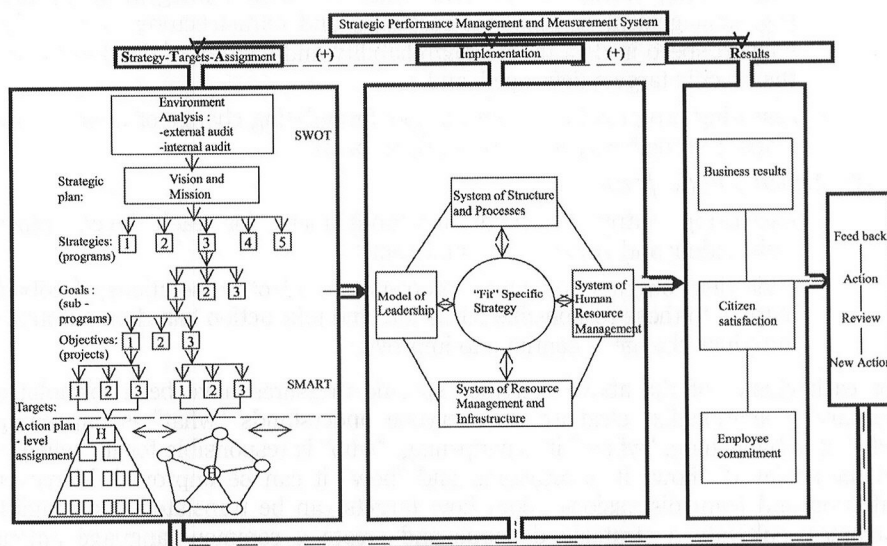 Strategic Performance Management and Measurement System
Strategy-Targets-Assignment
(+)
Implementation
(+)
Results
Environment
Analysis :
-external audit
-internal audit
SWOT
Strategic
plan:
Vision and
Mission
Strategies:
(programs)
1 2 3 4 5
Goals :
(sub -
programs)
1 2 3
Objectives:
(projects)
1 2 3
SMART
Targets:
1 2 3 1 2 3
Action plan
- level
assignment
H
H
System of Structure
and Processes
Model of
Leadership
"Fit" Specific
Strategy
System of
Human
Resource
Management
System of Resource
Management and
Infrastructure
Business results
Citizen
satisfaction
Employee
commitment
Feed back
Action
Review
New Action